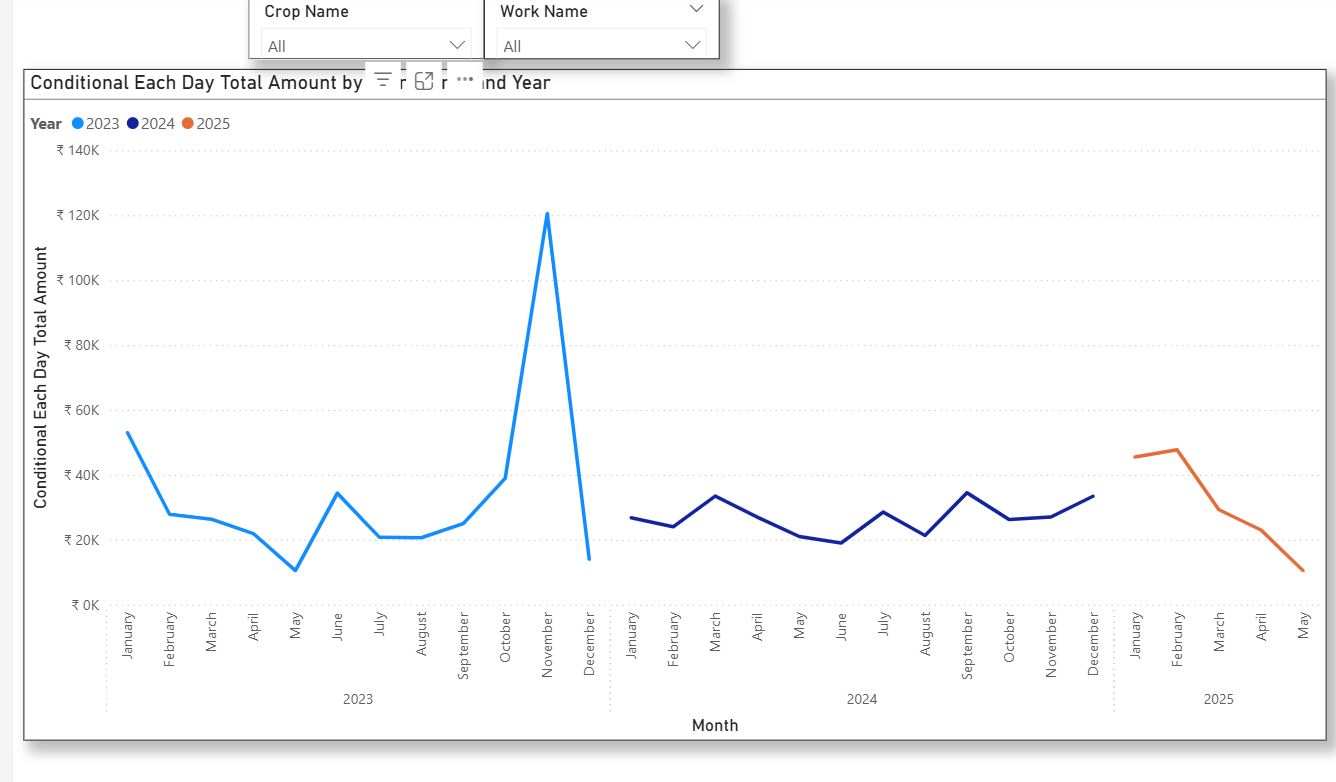 Crop Name
Work Name
All
All
Conditional Each Day Total Amount by
and Year
Year 2023 2024 2025
₹ 140K
₹ 120K
₹ 100K
₹ 80K
₹ 60K
₹ 40K
₹ 20K
₹ 0K
Conditional Each Day Total Amount
January February March April May June July August September October November December January February March April May June July August September October November December January February March April May
2023 2024 2025
Month